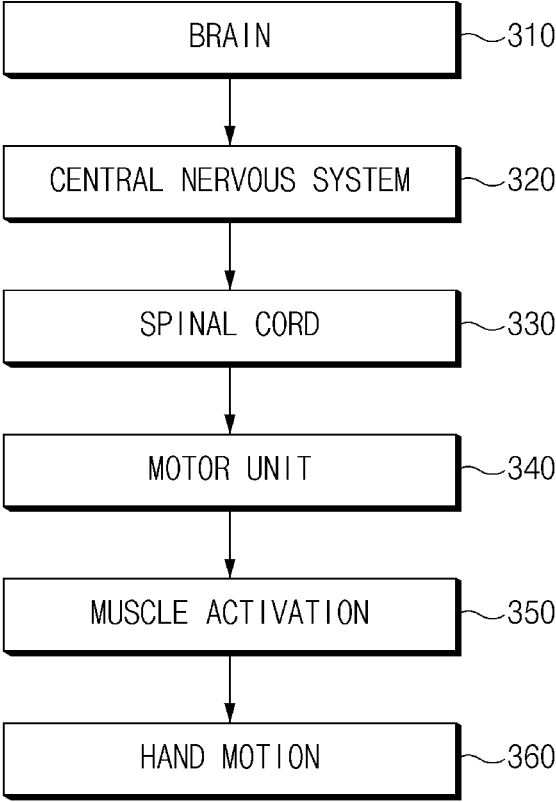 BRAIN 310
CENTRAL NERVOUS SYSTEM 320
SPINAL CORD 330
MOTOR UNIT 340
MUSCLE ACTIVATION 350
HAND MOTION 360